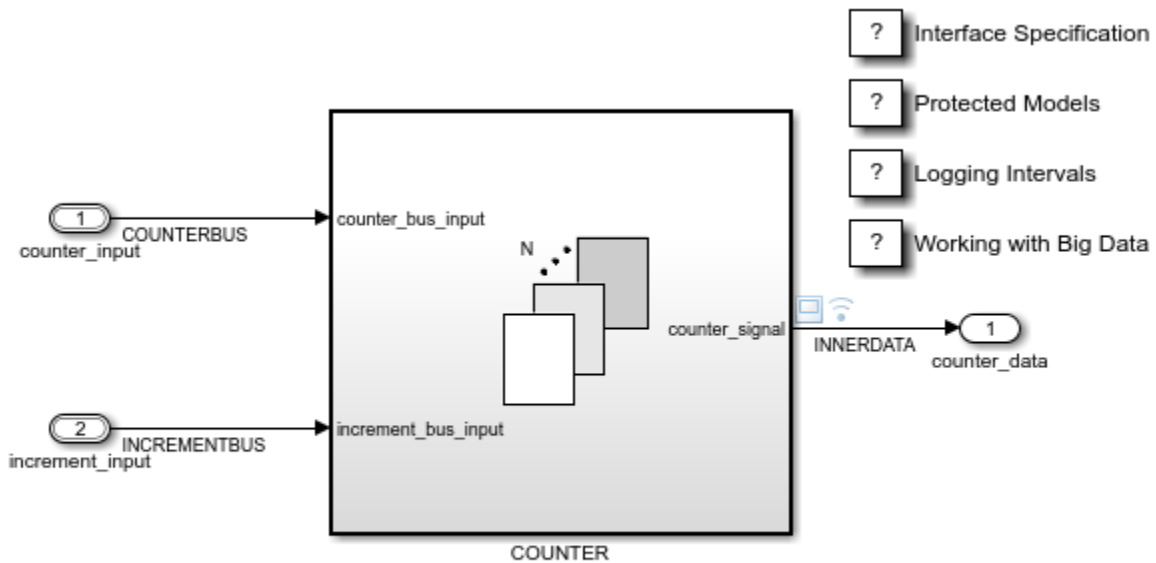 ? Interface Specification
? Protected Models
? Logging Intervals
? Working with Big Data
1
COUNTERBUS
counter_input
counter_bus_input
N
counter_signal
INNERDATA
1
counter_data
2
INCREMENTBUS
increment_input
increment_bus_input
COUNTER